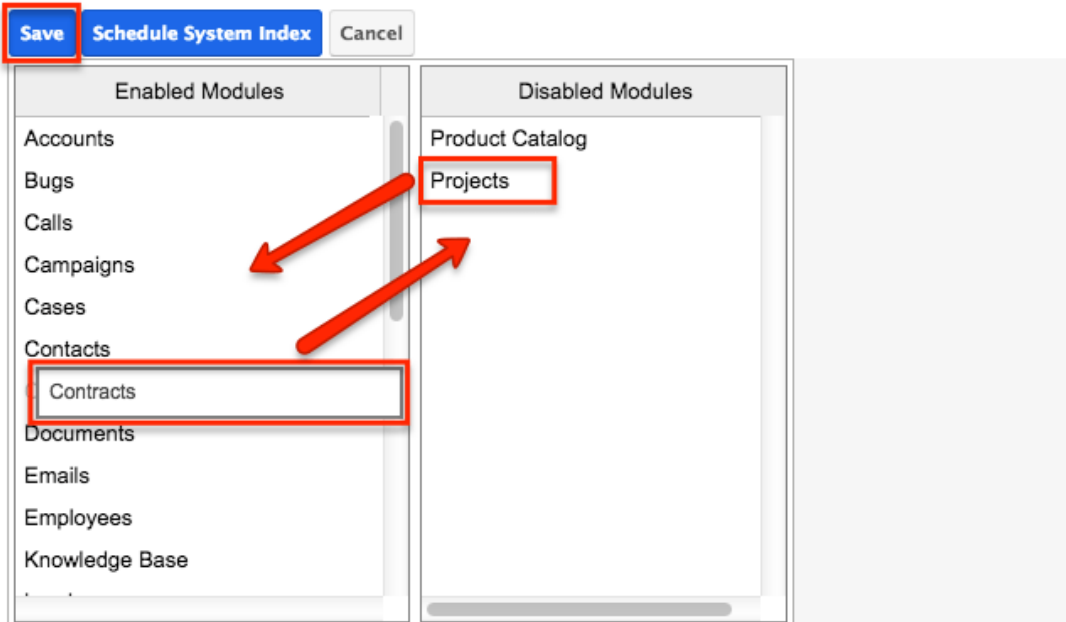 Save Schedule System Index Cancel
Enabled Modules Disabled Modules
Accounts Product Catalog
Bugs Projects
Calls
Campaigns
Cases
Contacts
Contracts
Documents
Emails
Employees
Knowledge Base